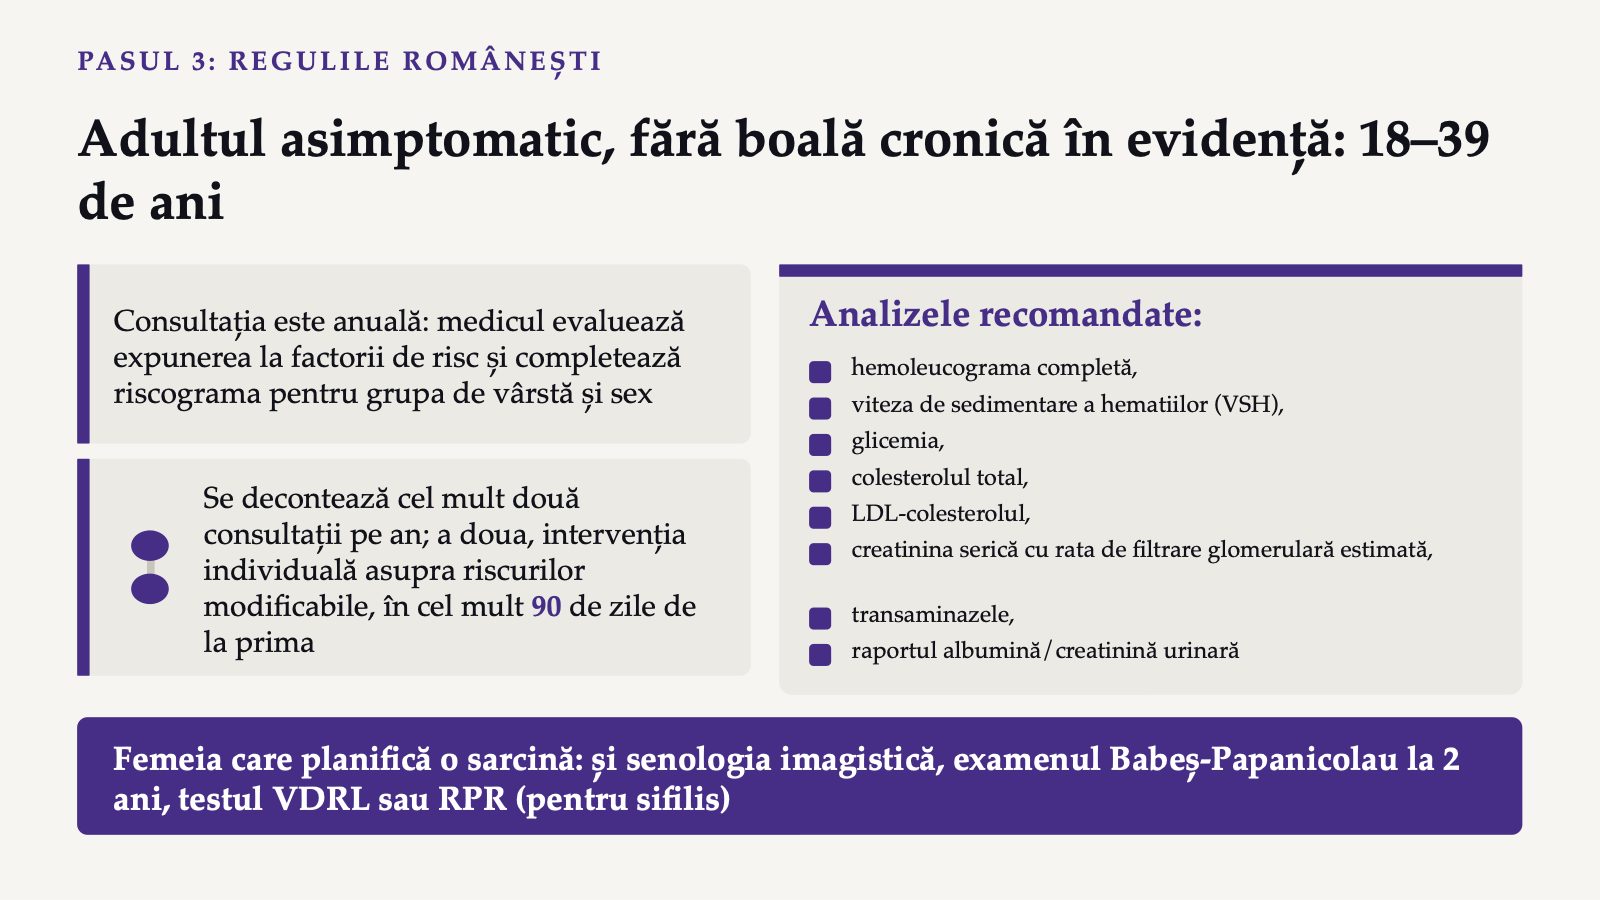 PASUL 3: REGULILE ROMÂNEȘTI
Adultul asimptomatic, fără boală cronică în evidență: 18–39
de ani
Consultația este anuală: medicul evaluează
expunerea la factorii de risc și completează
riscograma pentru grupa de vârstă și sex
Se decontează cel mult două
consultații pe an; a doua, intervenția
individuală asupra riscurilor
modificabile, în cel mult 90 de zile de
la prima
Analizele recomandate:
hemoleucograma completă,
viteza de sedimentare a hematiilor (VSH),
glicemia,
colesterolul total,
LDL-colesterolul,
creatinina serică cu rata de filtrare glomerulară estimată,
transaminazele,
raportul albumină/creatinină urinară
Femeia care planifică o sarcină: și senologia imagistică, examenul Babeș-Papanicolau la 2
ani, testul VDRL sau RPR (pentru sifilis)